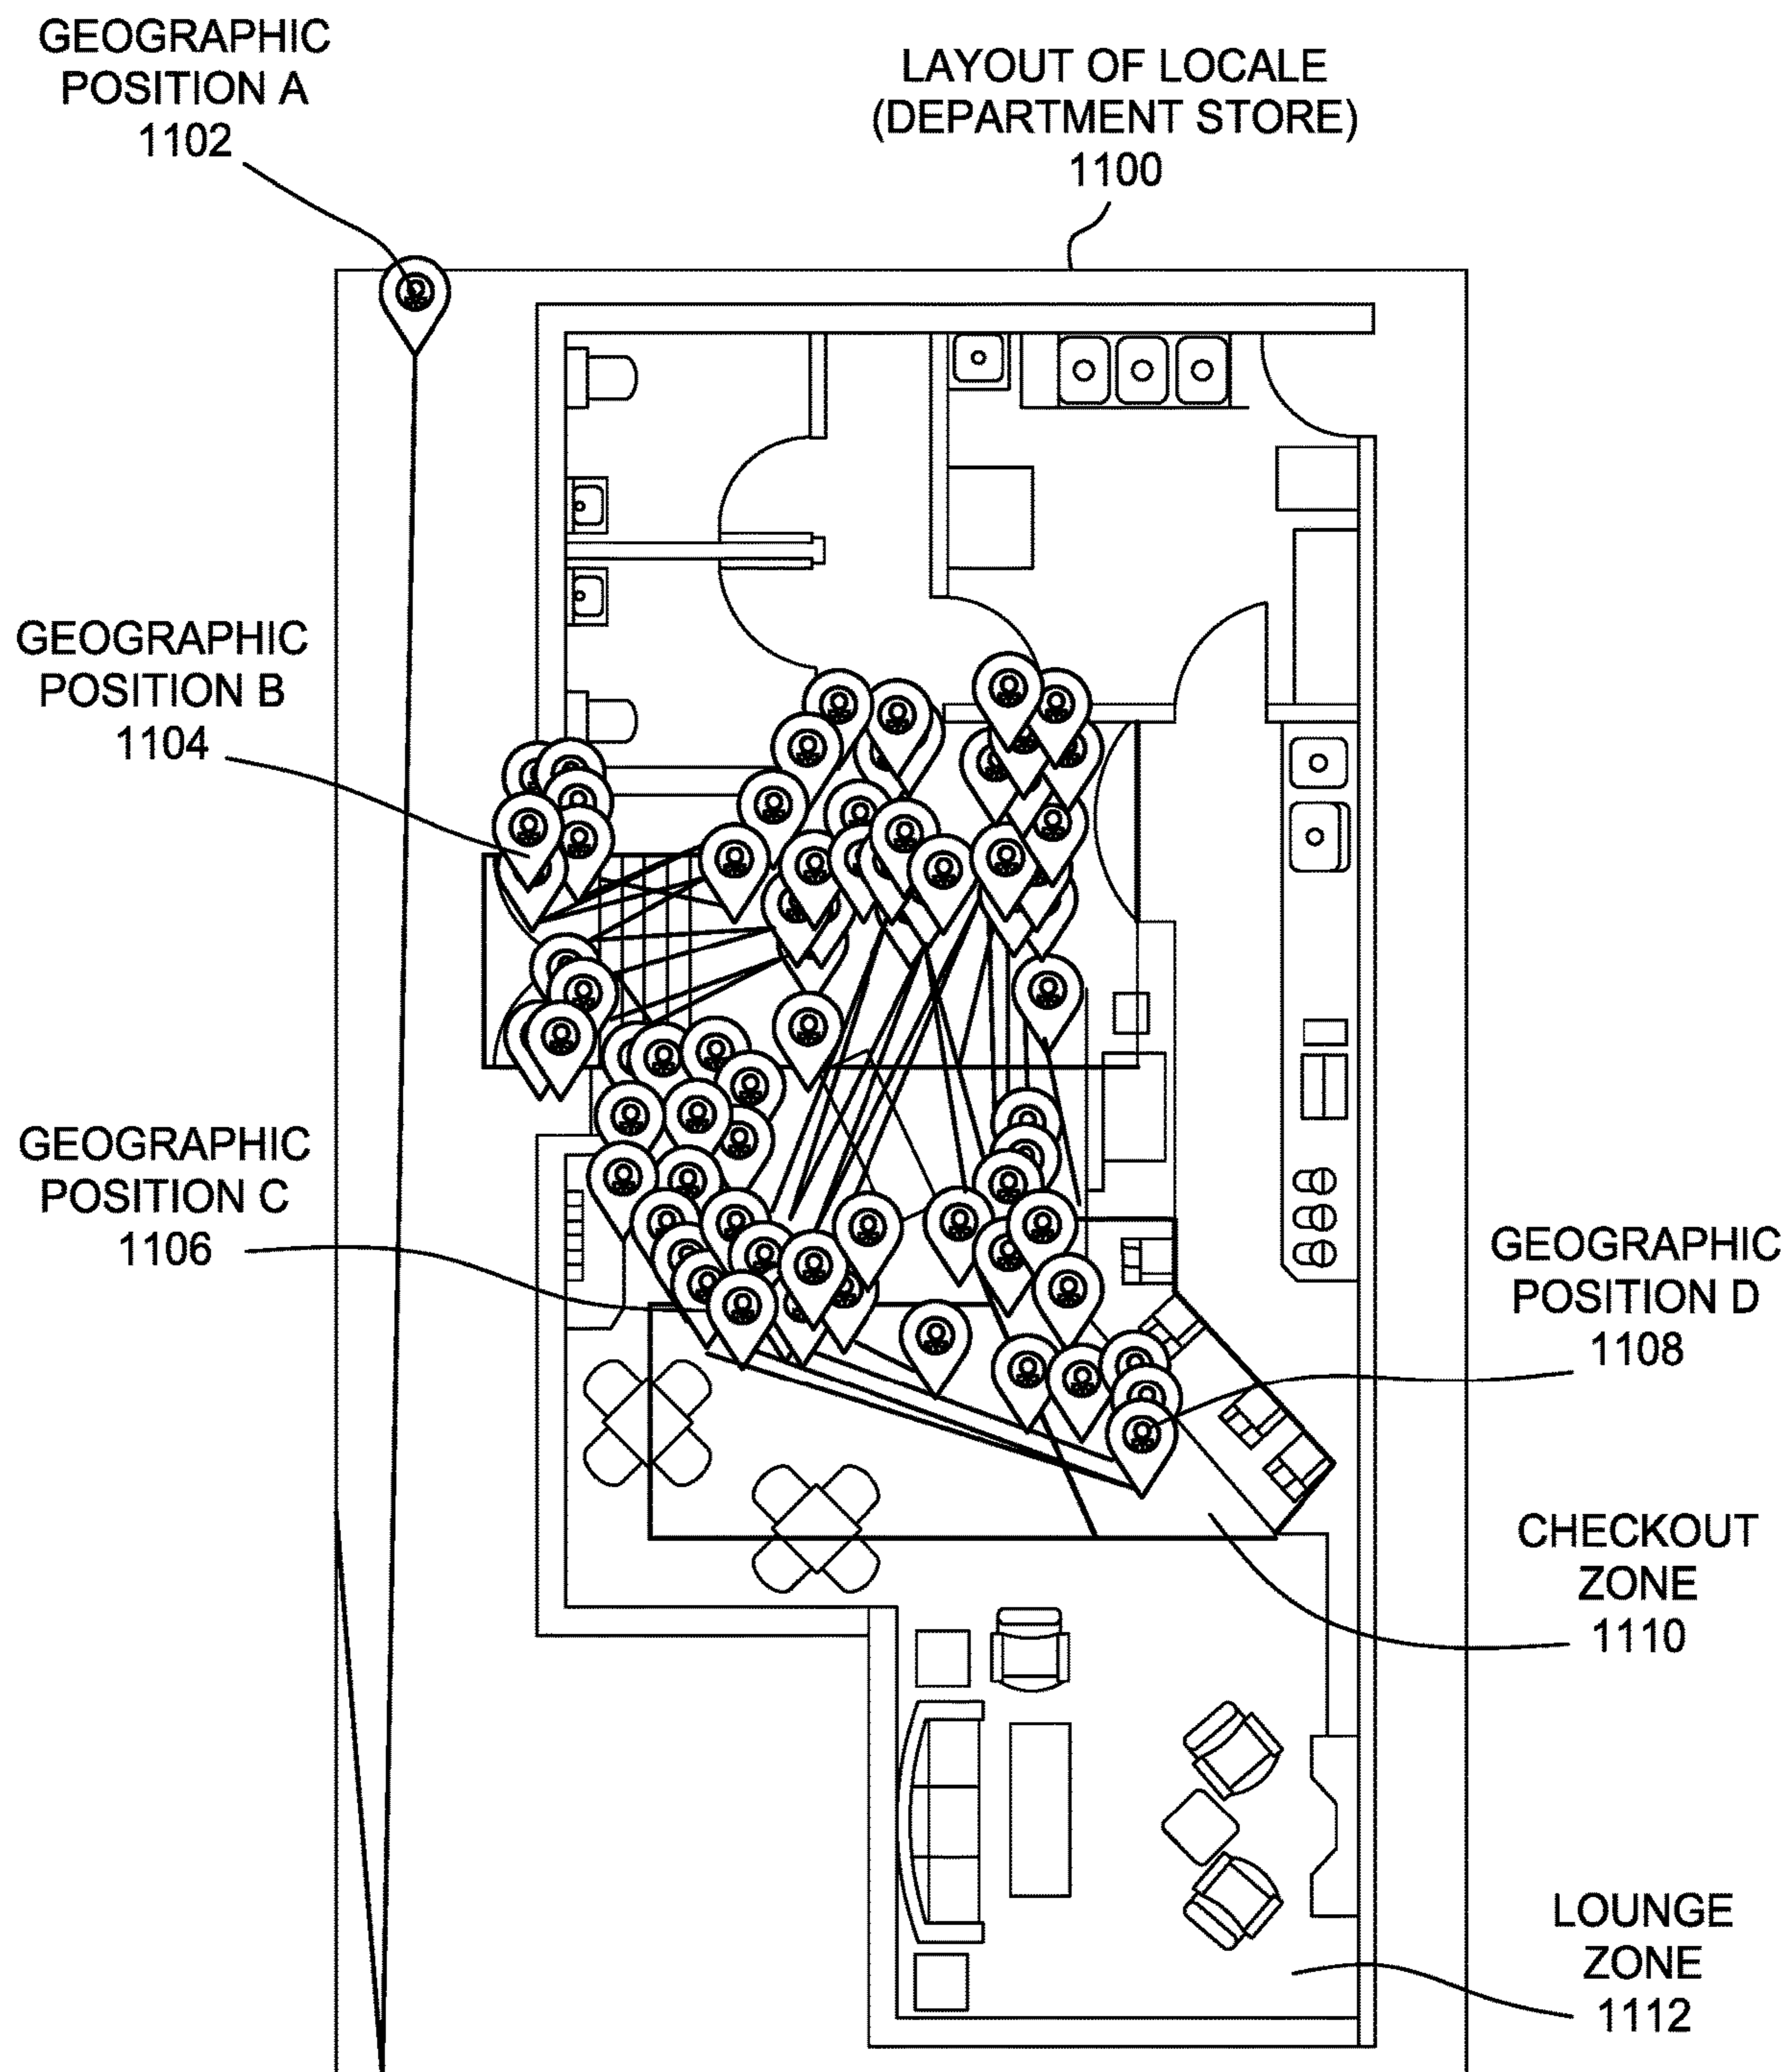 GEOGRAPHIC
POSITION A
1102
LAYOUT OF LOCALE
(DEPARTMENT STORE)
1100
GEOGRAPHIC
POSITION B
1104
GEOGRAPHIC
POSITION C
1106
GEOGRAPHIC
POSITION D
1108
CHECKOUT
ZONE
1110
LOUNGE
ZONE
1112